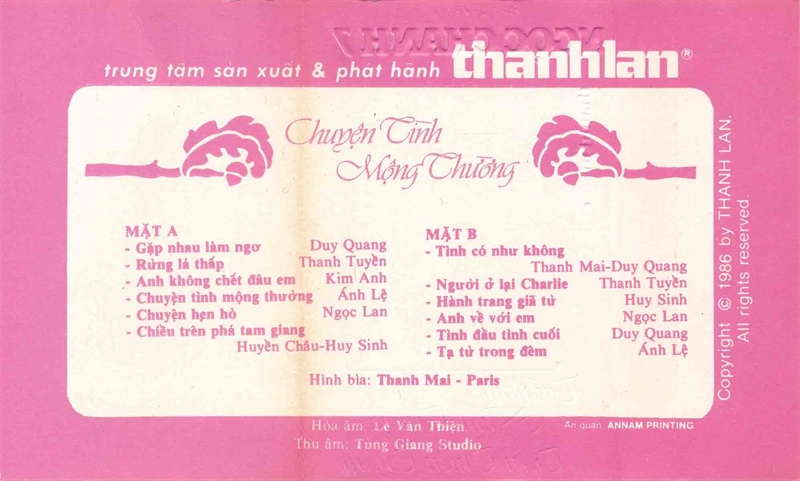 trung tâm sản xuất & phát hành thanhlan®
Chuyện Tình
Mộng Thường
MẶT A
- Gặp nhau làm ngơ Duy Quang
- Rừng lá thấp Thanh Tuyền
- Anh không chết đâu em Kim Anh
- Chuyện tình mộng thường Ánh Lệ
- Chuyện hẹn hò Ngọc Lan
- Chiều trên phá tam giang
Huyền Châu-Huy Sinh
MẶT B
- Tình có như không
Thanh Mai-Duy Quang
- Người ở lại Charlie Thanh Tuyền
- Hành trang giã từ Huy Sinh
- Anh về với em Ngọc Lan
- Tình đầu tình cuối Duy Quang
- Tạ từ trong đêm Ánh Lệ
Hình bìa: Thanh Mai - Paris
Hòa âm: Lê Văn Thiện
Thu âm: Tùng Giang Studio
Ấn quán ANNAM PRINTING
Copyright © 1986 by THANH LAN.
All rights reserved.